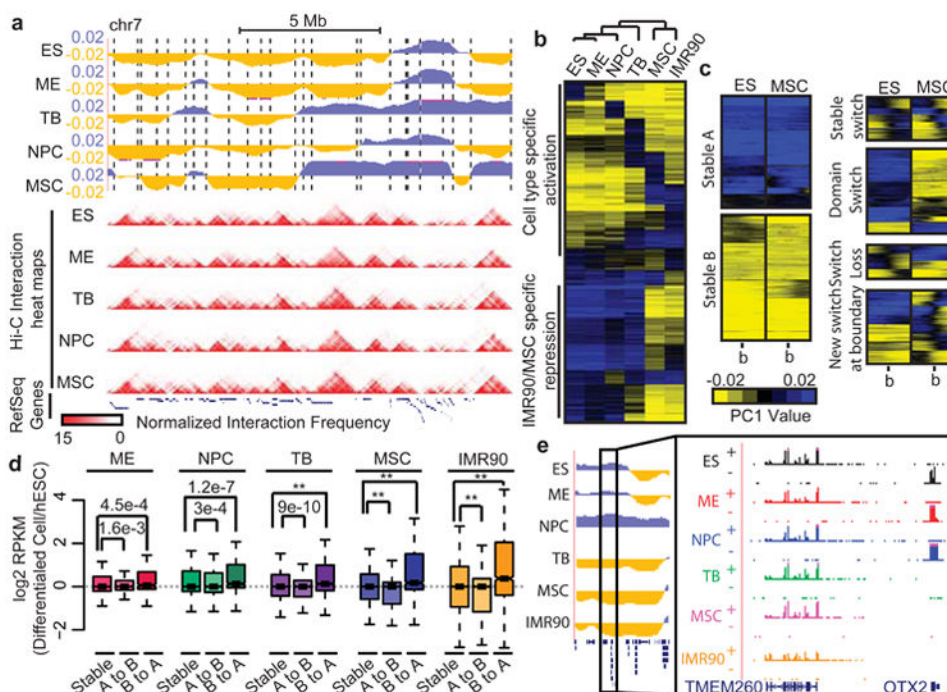 a
chr7
5 Mb
ES
0.02
-0.02
ME
0.02
-0.02
TB
0.02
-0.02
NPC
0.02
-0.02
MSC
0.02
-0.02
Hi-C Interaction
heat maps
ES
ME
TB
NPC
MSC
RefSeq
Genes
15
0
Normalized Interaction Frequency
b
ES
ME
NPC
TB
MSC
IMR90
Cell type specific
activation
IMR90/MSC specific
repression
c
ES MSC
Stable A
Stable B
b b
-0.02 0.02
PC1 Value
ES MSC
Stable
switch
Domain
Switch
Switch
Loss
New switch
at boundary
b b
d
log2 RPKM
(Differentialed Cell/hESC)
4
2
0
-2
ME
4.5e-4
1.6e-3
NPC
1.2e-7
3e-4
TB
**
9e-10
MSC
**
**
IMR90
**
**
Stable
A to B
B to A
Stable
A to B
B to A
Stable
A to B
B to A
Stable
A to B
B to A
Stable
A to B
B to A
e
ES
ME
NPC
TB
MSC
IMR90
ES + -
ME + -
NPC + -
TB + -
MSC + -
IMR90 + -
TMEM260
OTX2